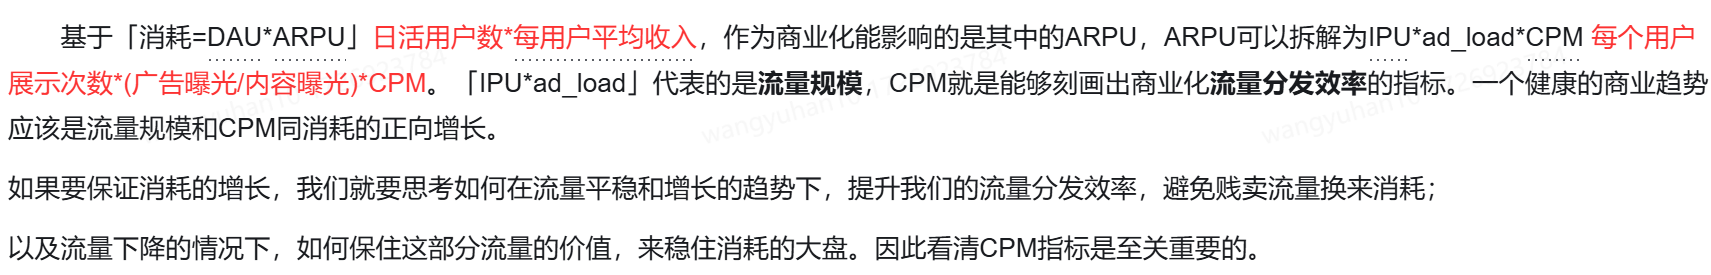 基于「消耗=DAU*ARPU」日活用户数*每用户平均收入，作为商业化能影响的是其中的ARPU，ARPU可以拆解为IPU*ad_load*CPM 每个用户
展示次数*(广告曝光/内容曝光)*CPM。「IPU*ad_load」代表的是流量规模，CPM就是能够刻画出商业化流量分发效率的指标。一个健康的商业趋势
应该是流量规模和CPM同消耗的正向增长。
如果要保证消耗的增长，我们就要思考如何在流量平稳和增长的趋势下，提升我们的流量分发效率，避免贱卖流量换来消耗；
以及流量下降的情况下，如何保住这部分流量的价值，来稳住消耗的大盘。因此看清CPM指标是至关重要的。